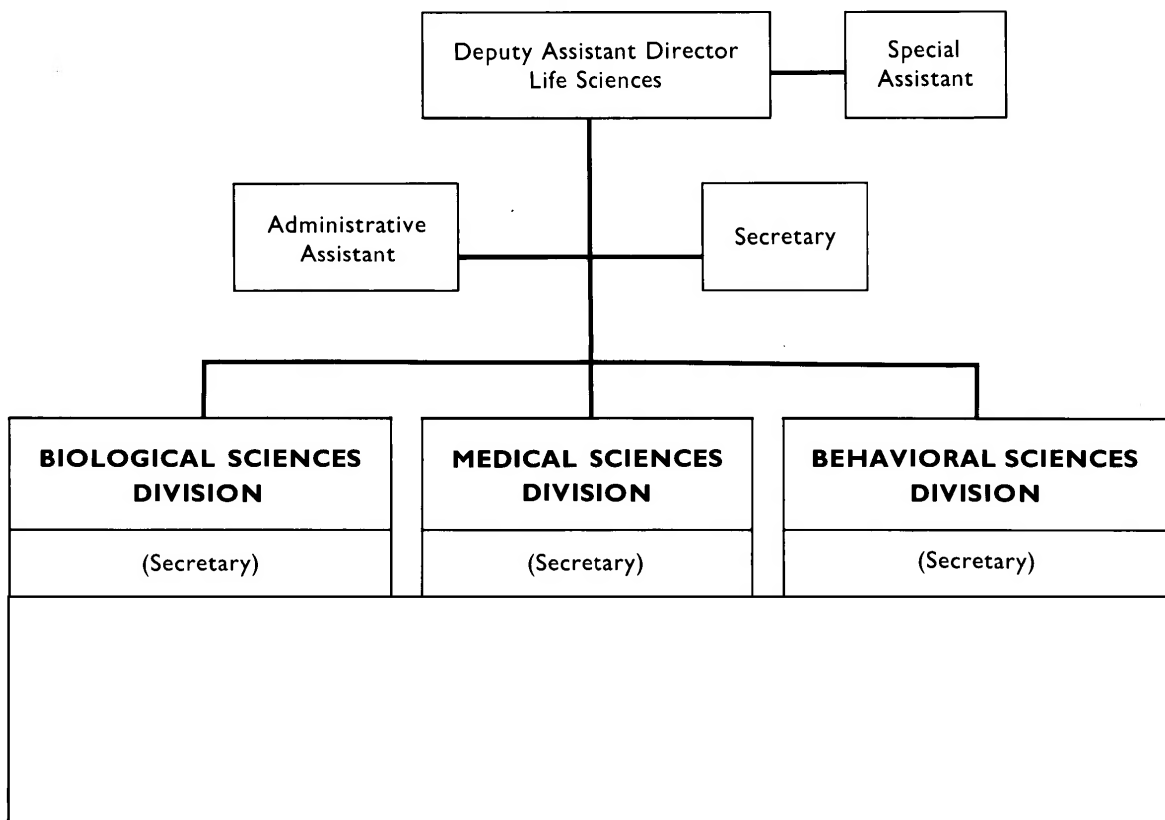 Deputy Assistant Director
Life Sciences
Special
Assistant
Administrative
Assistant
Secretary
BIOLOGICAL SCIENCES
DIVISION
(Secretary)
MEDICAL SCIENCES
DIVISION
(Secretary)
BEHAVIORAL SCIENCES
DIVISION
(Secretary)